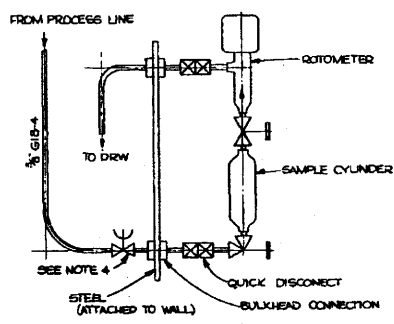 FROM PROCESS LINE
ROTOMETER
3/8" G18-4
TO DRW
SAMPLE CYLINDER
SEE NOTE 4
QUICK DISCONECT
STEEL
(ATTACHED TO WALL)
BULKHEAD CONNECTION